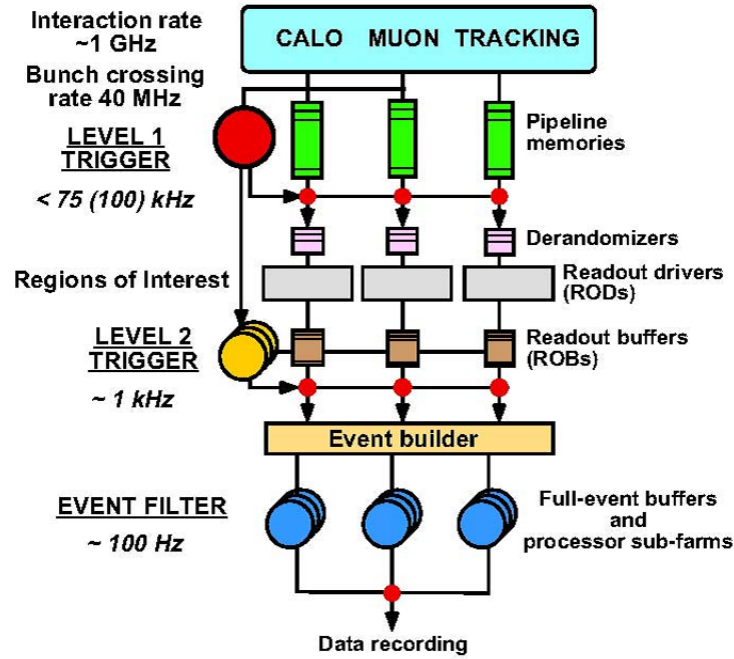 Interaction rate
~1 GHz
CALO MUON TRACKING
Bunch crossing
rate 40 MHz
LEVEL 1
TRIGGER
< 75 (100) kHz
Pipeline
memories
Derandomizers
Regions of Interest
Readout drivers
(RODs)
LEVEL 2
TRIGGER
~ 1 kHz
Readout buffers
(ROBs)
Event builder
EVENT FILTER
~ 100 Hz
Full-event buffers
and
processor sub-farms
Data recording